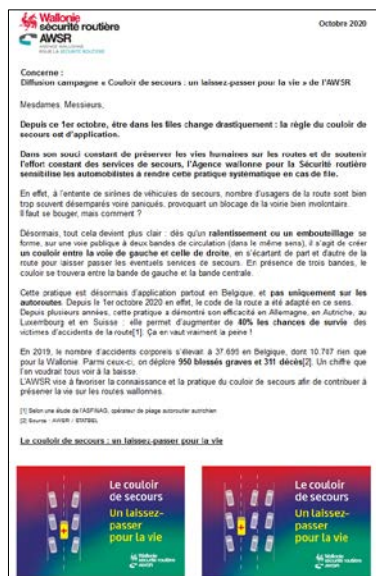 Wallonie
sécurité routière
AWSR
AGENCE WALLONNE
POUR LA SÉCURITÉ ROUTIÈRE
Octobre 2020
Concerne :
Diffusion campagne « Couloir de secours : un laissez-passer pour la vie » de l'AWSR
Mesdames, Messieurs,
Depuis ce 1er octobre, être dans les files change drastiquement : la règle du couloir de
secours est d'application.
Dans son souci constant de préserver les vies humaines sur les routes et de soutenir
l'effort constant des services de secours, l'Agence wallonne pour la Sécurité routière
sensibilise les automobilistes à rendre cette pratique systématique en cas de file.
En effet, à l'entente de sirènes de véhicules de secours, nombre d'usagers de la route sont bien
trop souvent désemparés voire paniqués, provoquant un blocage de la voirie bien involontaire.
Il faut se bouger, mais comment ?
Désormais, tout cela devient plus clair : dès qu'un ralentissement ou un embouteillage se
forme, sur une voie publique à deux bandes de circulation (dans le même sens), il s'agit de créer
un couloir entre la voie de gauche et celle de droite, en s'écartant de part et d'autre de la
route pour laisser passer les éventuels services de secours. En présence de trois bandes, le
couloir se trouvera entre la bande de gauche et la bande centrale.
Cette pratique est désormais d'application partout en Belgique, et pas uniquement sur les
autoroutes. Depuis le 1er octobre 2020 en effet, le code de la route a été adapté en ce sens.
Depuis plusieurs années, cette pratique a démontré son efficacité en Allemagne, en Autriche, au
Luxembourg et en Suisse : elle permet d'augmenter de 40% les chances de survie des
victimes d'accidents de la route[1]. Ça en vaut vraiment la peine !
En 2019, le nombre d'accidents corporels s'élevait à 37.699 en Belgique, dont 10.787 rien que
pour la Wallonie. Parmi ceux-ci, on déplore 950 blessés graves et 311 décès[2]. Un chiffre que
l'on voudrait tous voir à la baisse.
L'AWSR vise à favoriser la connaissance et la pratique du couloir de secours afin de contribuer à
préserver la vie sur les routes wallonnes.
[1] Selon une étude de l'ASFINAG, opérateur de péage autoroutier autrichien
[2] Source : AWSR / STATBEL
Le couloir de secours : un laissez-passer pour la vie
Le couloir
de secours
Un laissez-
passer
pour la vie
Wallonie
sécurité routière
AWSR
Le couloir
de secours
Un laissez-
passer
pour la vie
Wallonie
sécurité routière
AWSR